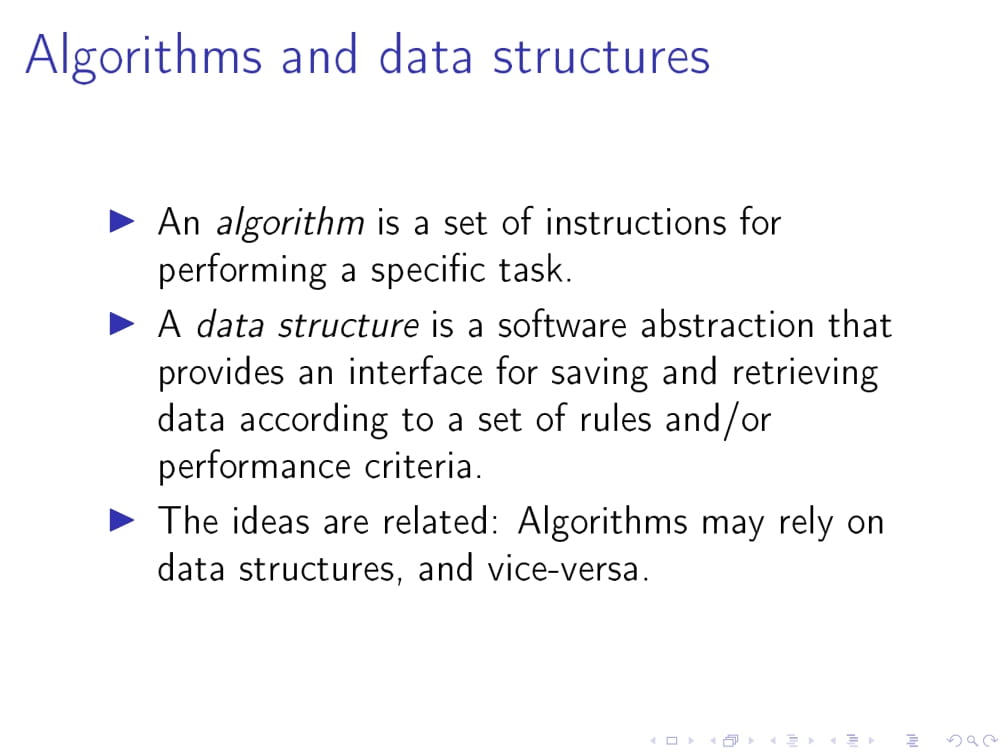 Algorithms and data structures
An algorithm is a set of instructions for
performing a specific task.
A data structure is a software abstraction that
provides an interface for saving and retrieving
data according to a set of rules and/or
performance criteria.
The ideas are related: Algorithms may rely on
data structures, and vice-versa.